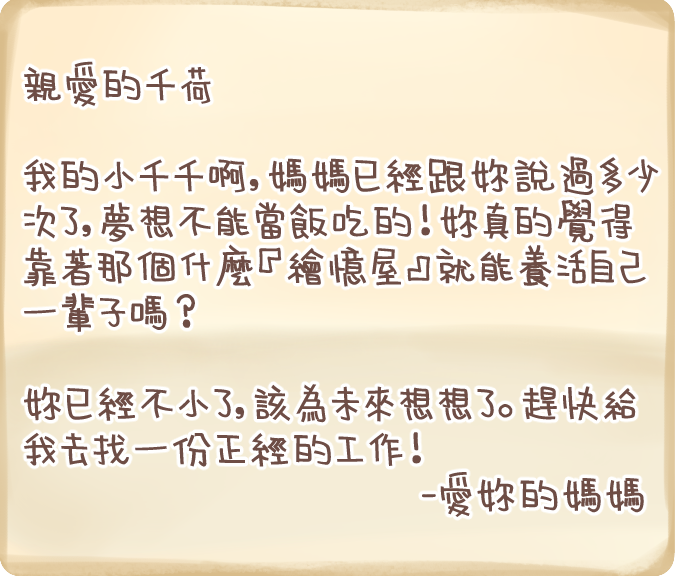 親愛的千荷
我的小千千啊,媽媽已經跟妳說過多少
次了,夢想不能當飯吃的!妳真的覺得
靠著那個什麼『繪憶屋』就能養活自己
一輩子嗎?
妳已經不小了,該為未來想想了。趕快給
我去找一份正經的工作!
-愛妳的媽媽